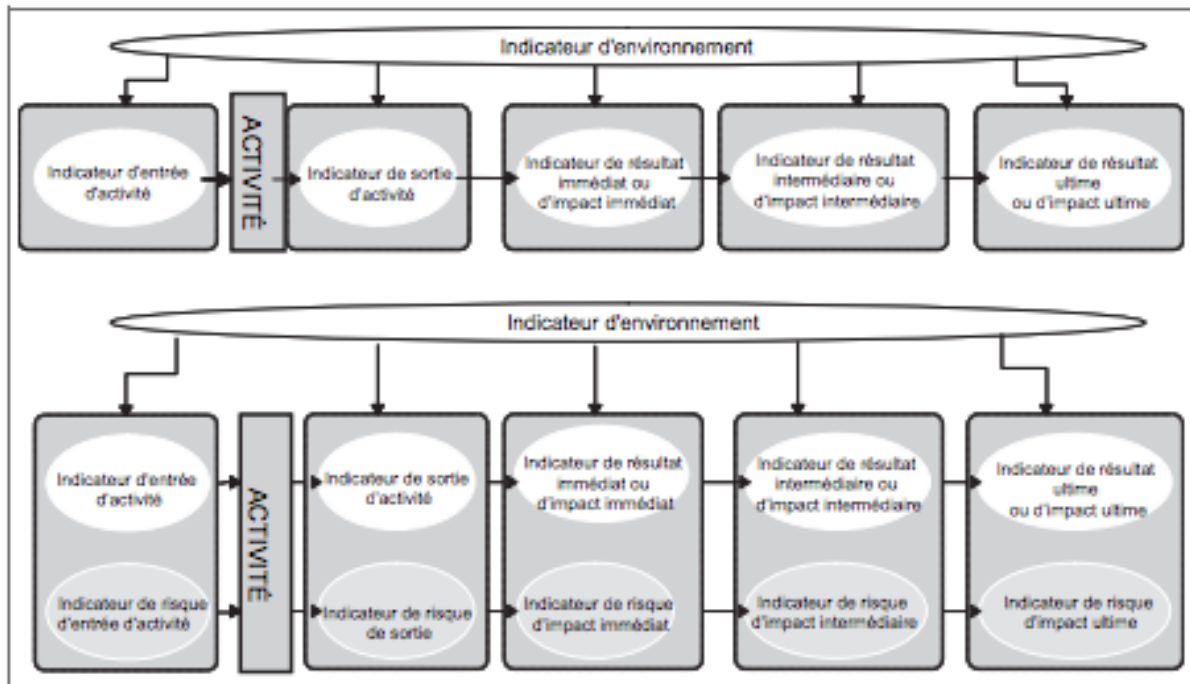 Indicateur d'environnement
Indicateur d'entrée
d'activité
ACTIVITÉ
Indicateur de sortie
d'activité
Indicateur de résultat
immédiat ou
d'impact immédiat
Indicateur de résultat
intermédiaire ou
d'impact intermédiaire
Indicateur de résultat
ultime
ou d'impact ultime
Indicateur d'environnement
Indicateur d'entrée
d'activité
ACTIVITÉ
Indicateur de sortie
d'activité
Indicateur de résultat
immédiat ou
d'impact immédiat
Indicateur de résultat
intermédiaire ou
d'impact intermédiaire
Indicateur de résultat
ultime
ou d'impact ultime
Indicateur de risque
d'entrée d'activité
Indicateur de risque
de sortie
Indicateur de risque
d'impact immédiat
Indicateur de risque
d'impact intermédiaire
Indicateur de risque
d'impact ultime